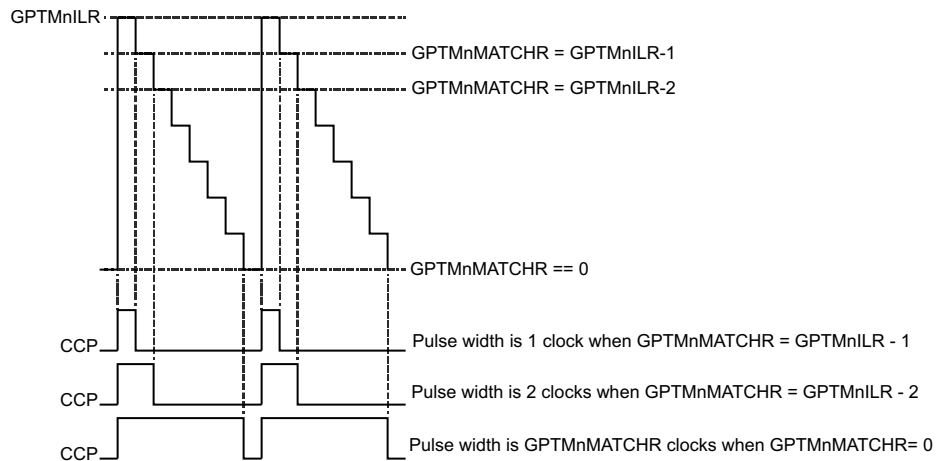 GPTMnILR
GPTMnMATCHR = GPTMnILR-1
GPTMnMATCHR = GPTMnILR-2
GPTMnMATCHR == 0
CCP
Pulse width is 1 clock when GPTMnMATCHR = GPTMnILR - 1
CCP
Pulse width is 2 clocks when GPTMnMATCHR = GPTMnILR - 2
CCP
Pulse width is GPTMnMATCHR clocks when GPTMnMATCHR= 0